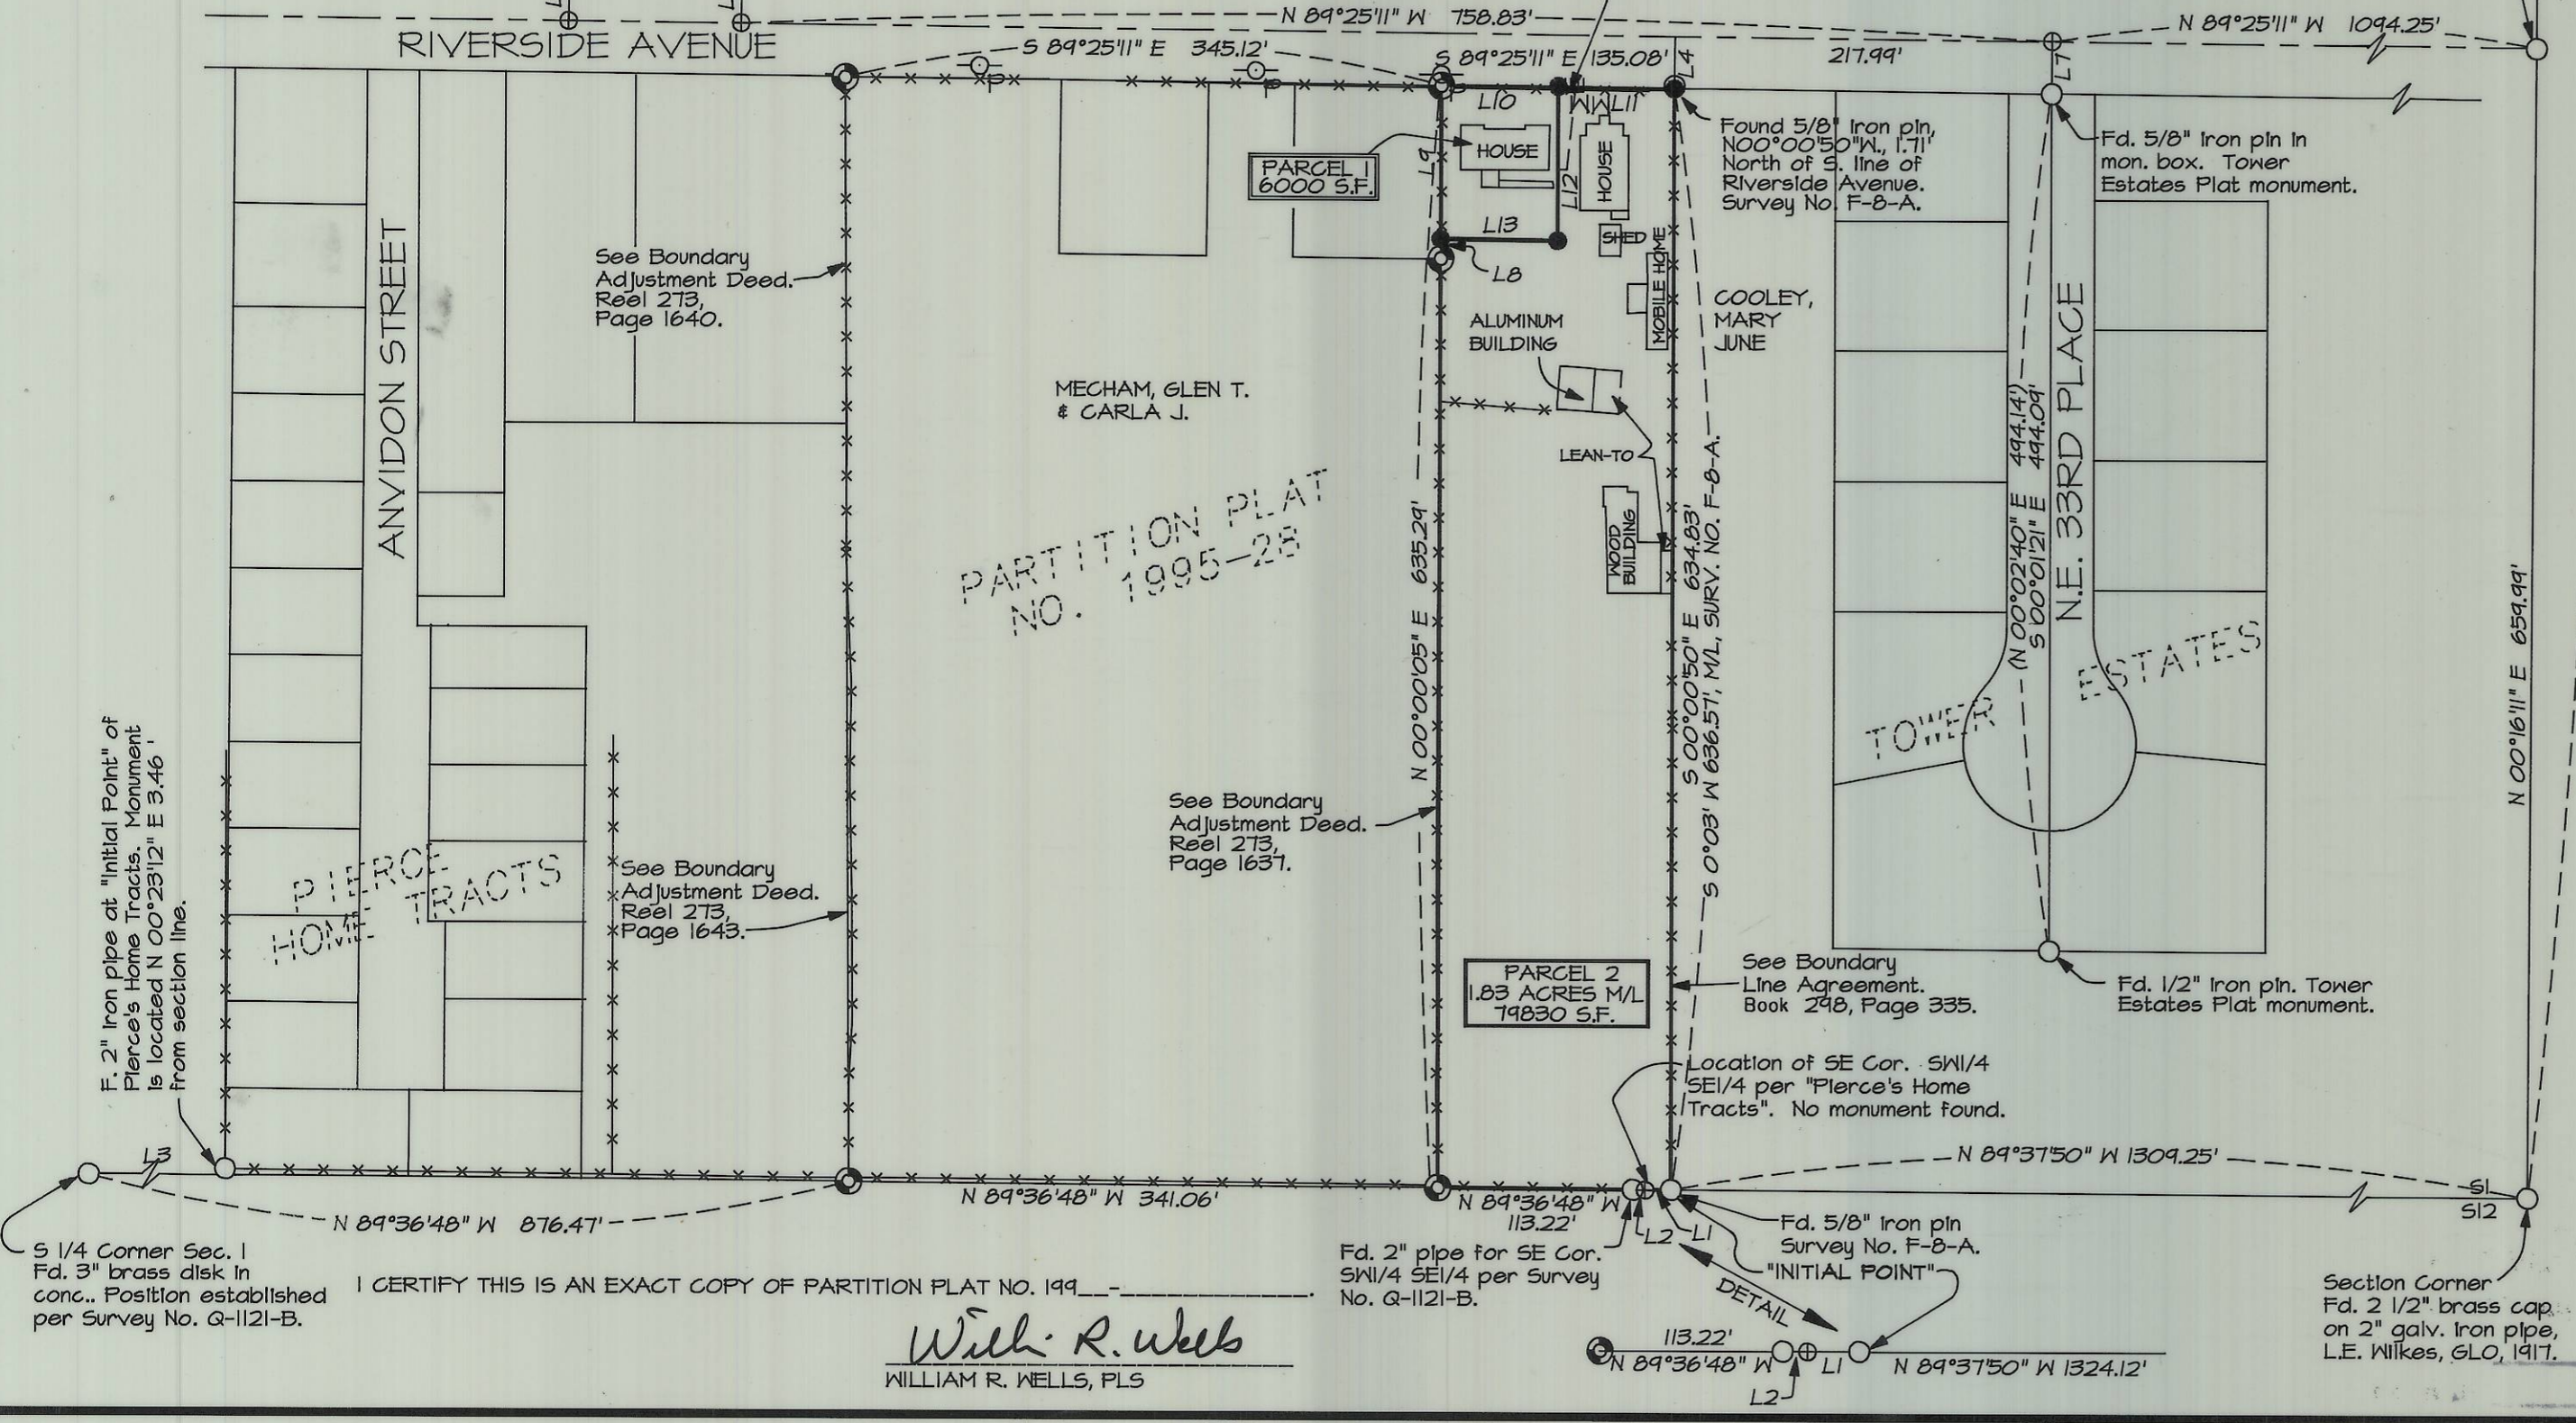 N 89°25'11" W 758.83'
N 89°25'11" W 1094.25'
RIVERSIDE AVENUE
S 89°25'11" E 345.12'
S 89°25'11" E 135.08'
L4
217.99'
L7
L10
L11
P
P
P
WM
Found 5/8" iron pin,
N00°00'50"W., 1.71'
North of S. line of
Riverside Avenue.
Survey No. F-8-A.
Fd. 5/8" iron pin in
mon. box. Tower
Estates Plat monument.
PARCEL 1
6000 S.F.
L9
HOUSE
HOUSE
L12
L13
SHED
L8
MOBILE HOME
See Boundary
Adjustment Deed.
Reel 273,
Page 1640.
ANVIDON STREET
ALUMINUM
BUILDING
COOLEY,
MARY
JUNE
MECHAM, GLEN T.
& CARLA J.
LEAN-TO
WOOD
BUILDING
PARTITION PLAT
NO. 1995-28
N 00°00'05" E 635.29'
S 00°00'50" E 634.83'
S 0°03' W 636.57', M/L, SURV. NO. F-8-A.
(N 00°02'40" E 494.14')
S 00°01'21" E 494.09'
N.E. 33RD PLACE
TOWER ESTATES
N 00°16'11" E 659.99'
F. 2" iron pipe at "Initial Point" of
Pierce's Home Tracts. Monument
is located N 00°23'12" E 3.46'
from section line.
PIERCE
HOME TRACTS
See Boundary
Adjustment Deed.
Reel 273,
Page 1643.
See Boundary
Adjustment Deed.
Reel 273,
Page 1637.
PARCEL 2
1.83 ACRES M/L
79830 S.F.
See Boundary
Line Agreement.
Book 298, Page 335.
Fd. 1/2" iron pin. Tower
Estates Plat monument.
Location of SE Cor. SW1/4
SE1/4 per "Pierce's Home
Tracts". No monument found.
L3
N 89°36'48" W 876.47'
N 89°36'48" W 341.06'
N 89°36'48" W
113.22'
L2
L1
N 89°37'50" W 1309.25'
S1
S12
S 1/4 Corner Sec. 1
Fd. 3" brass disk in
conc.. Position established
per Survey No. Q-1121-B.
I CERTIFY THIS IS AN EXACT COPY OF PARTITION PLAT NO. 199__-______________.
Willi R. Wells
WILLIAM R. WELLS, PLS
Fd. 2" pipe for SE Cor.
SW1/4 SE1/4 per Survey
No. Q-1121-B.
Fd. 5/8" iron pin
Survey No. F-8-A.
"INITIAL POINT"
DETAIL
113.22'
N 89°36'48" W
L2
L1
N 89°37'50" W 1324.12'
Section Corner
Fd. 2 1/2" brass cap
on 2" galv. iron pipe,
L.E. Wilkes, GLO, 1917.